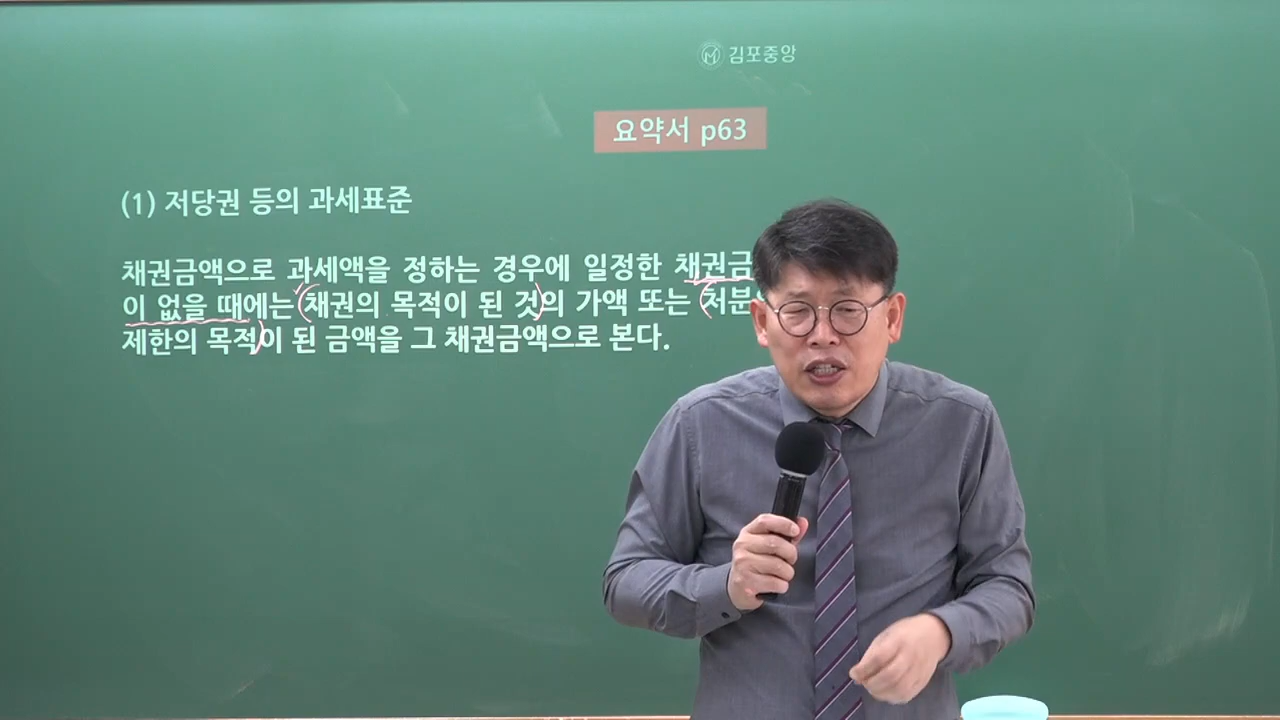 김포중앙
요약서 p63
(1) 저당권 등의 과세표준
채권금액으로 과세액을 정하는 경우에 일정한 채권금
이 없을 때에는 채권의 목적이 된 것의 가액 또는 처분
제한의 목적이 된 금액을 그 채권금액으로 본다.